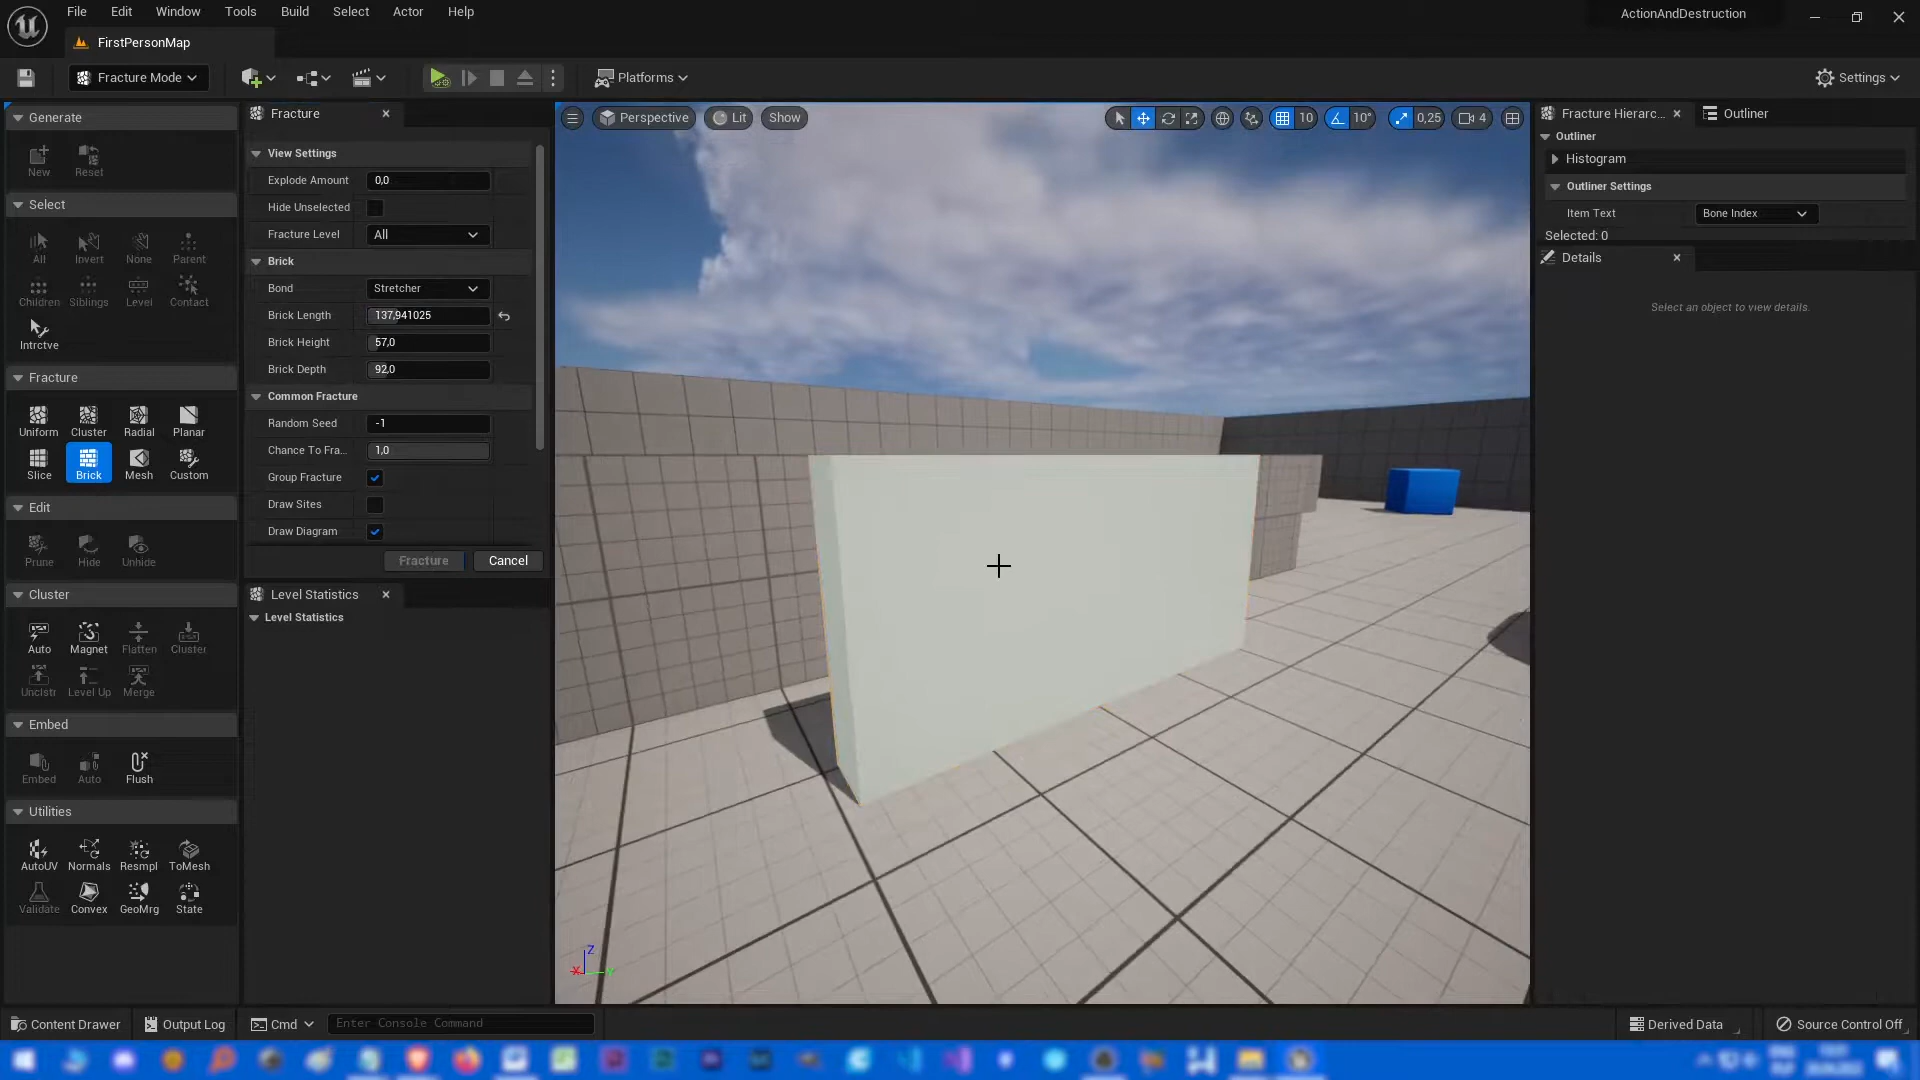 File Edit Window Tools Build Select Actor Help
ActionAndDestruction
FirstPersonMap
Fracture Mode
Platforms
Settings
Generate
New Reset
Select
All Invert None Parent
Children Siblings Level Contact
Intrctve
Fracture
Uniform Cluster Radial Planar
Slice Brick Mesh Custom
Edit
Prune Hide Unhide
Cluster
Auto Magnet Flatten Cluster
Unclstr Level Up Merge
Embed
Embed Auto Flush
Utilities
AutoUV Normals Resmpl ToMesh
Validate Convex GeoMrg State
Fracture
View Settings
Explode Amount 0,0
Hide Unselected
Fracture Level All
Brick
Bond Stretcher
Brick Length 137,941025
Brick Height 57,0
Brick Depth 92,0
Common Fracture
Random Seed -1
Chance To Fra... 1,0
Group Fracture
Draw Sites
Draw Diagram
Fracture Cancel
Level Statistics
Level Statistics
Perspective Lit Show
10 10° 0,25 4
Z
X Y
Fracture Hierarc... Outliner
Outliner
Histogram
Outliner Settings
Item Text Bone Index
Selected: 0
Details
Select an object to view details.
Content Drawer Output Log Cmd Enter Console Command
Derived Data Source Control Off